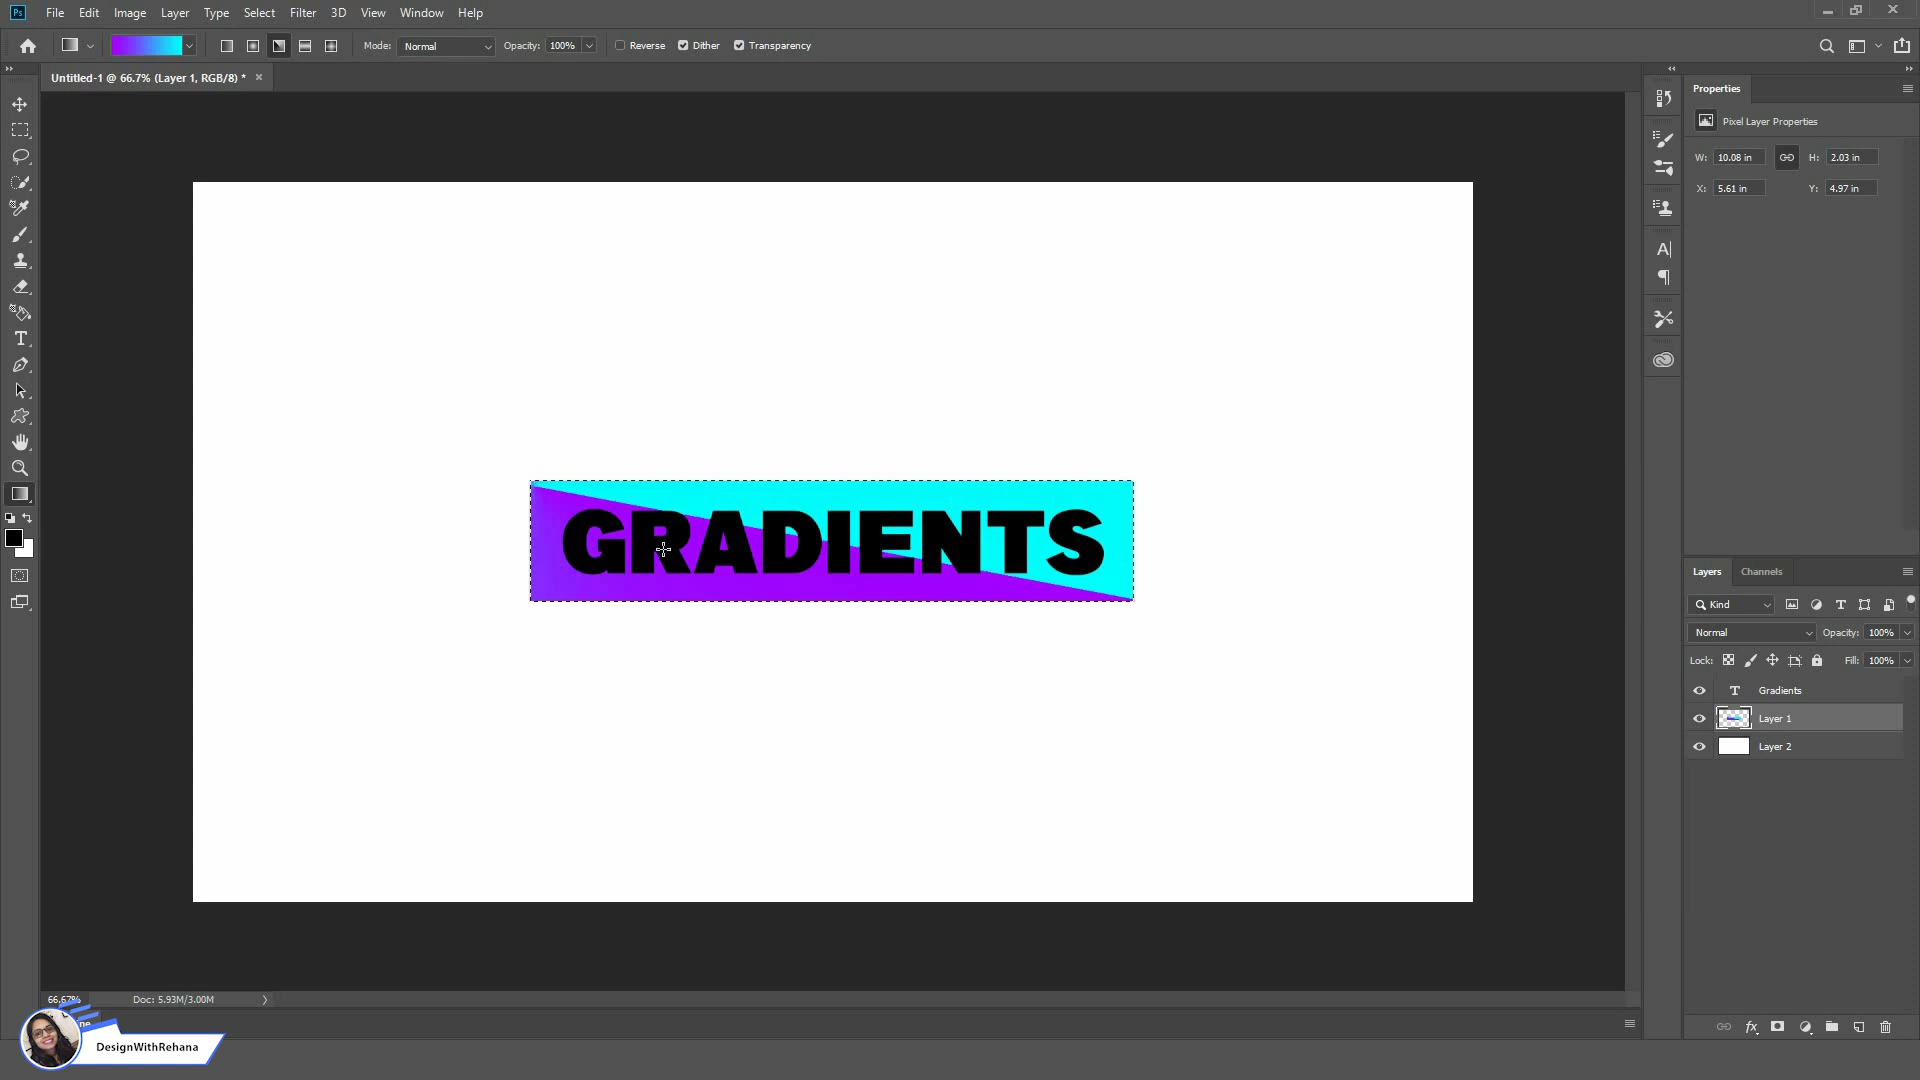 Ps File Edit Image Layer Type Select Filter 3D View Window Help
Mode: Normal Opacity: 100% Reverse Dither Transparency
Untitled-1 @ 66.7% (Layer 1, RGB/8) * ×
Properties
Pixel Layer Properties
W: 10.08 in H: 2.03 in
X: 5.61 in Y: 4.97 in
GRADIENTS
Layers Channels
Kind
Normal Opacity: 100%
Lock: Fill: 100%
Gradients
Layer 1
Layer 2
66.67% Doc: 5.93M/3.00M
DesignWithRehana